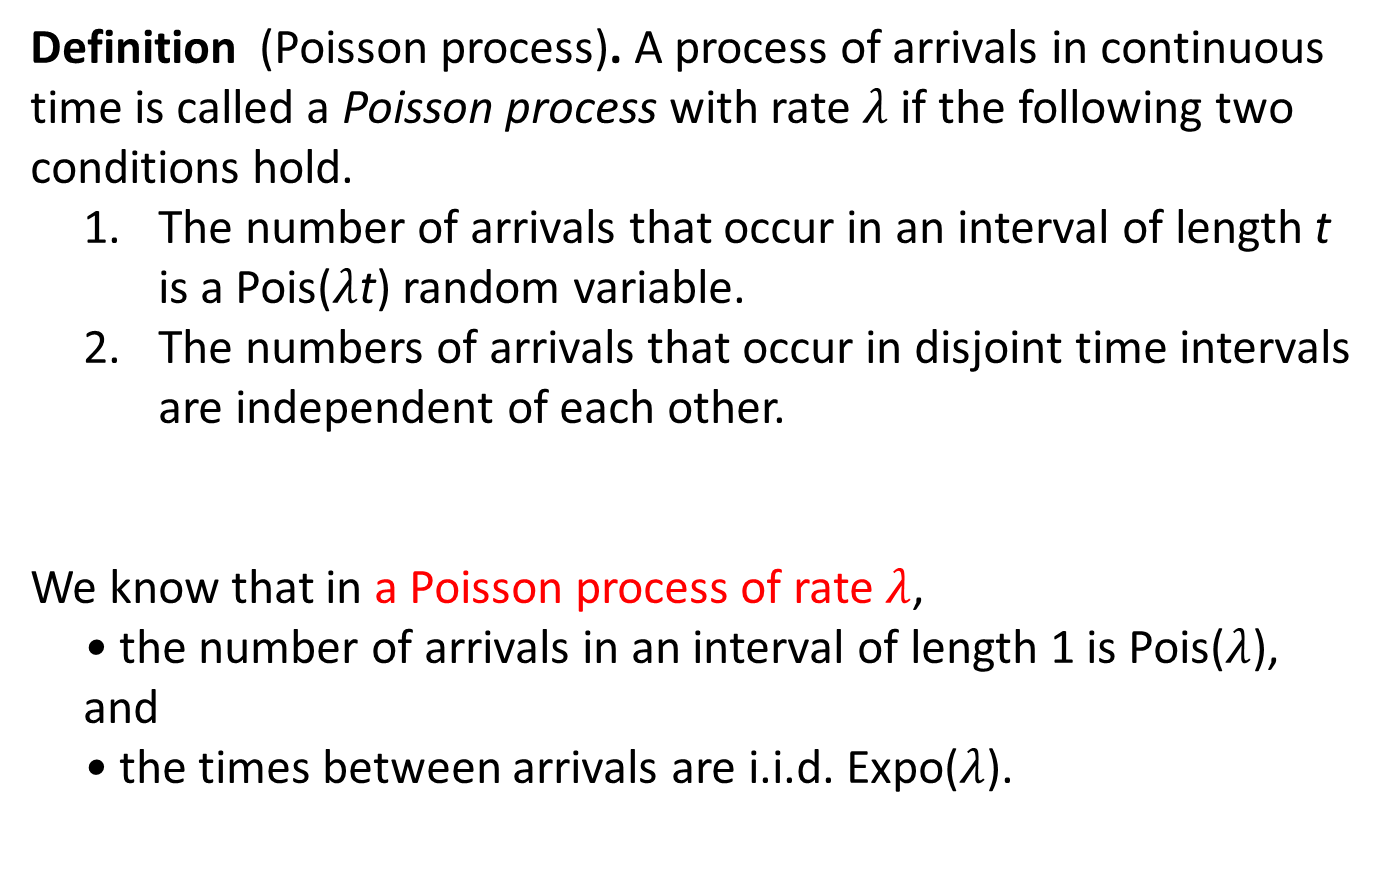 Definition (Poisson process). A process of arrivals in continuous
time is called a Poisson process with rate λ if the following two
conditions hold.
1. The number of arrivals that occur in an interval of length t
is a Pois(λt) random variable.
2. The numbers of arrivals that occur in disjoint time intervals
are independent of each other.
We know that in a Poisson process of rate λ,
• the number of arrivals in an interval of length 1 is Pois(λ),
and
• the times between arrivals are i.i.d. Expo(λ).